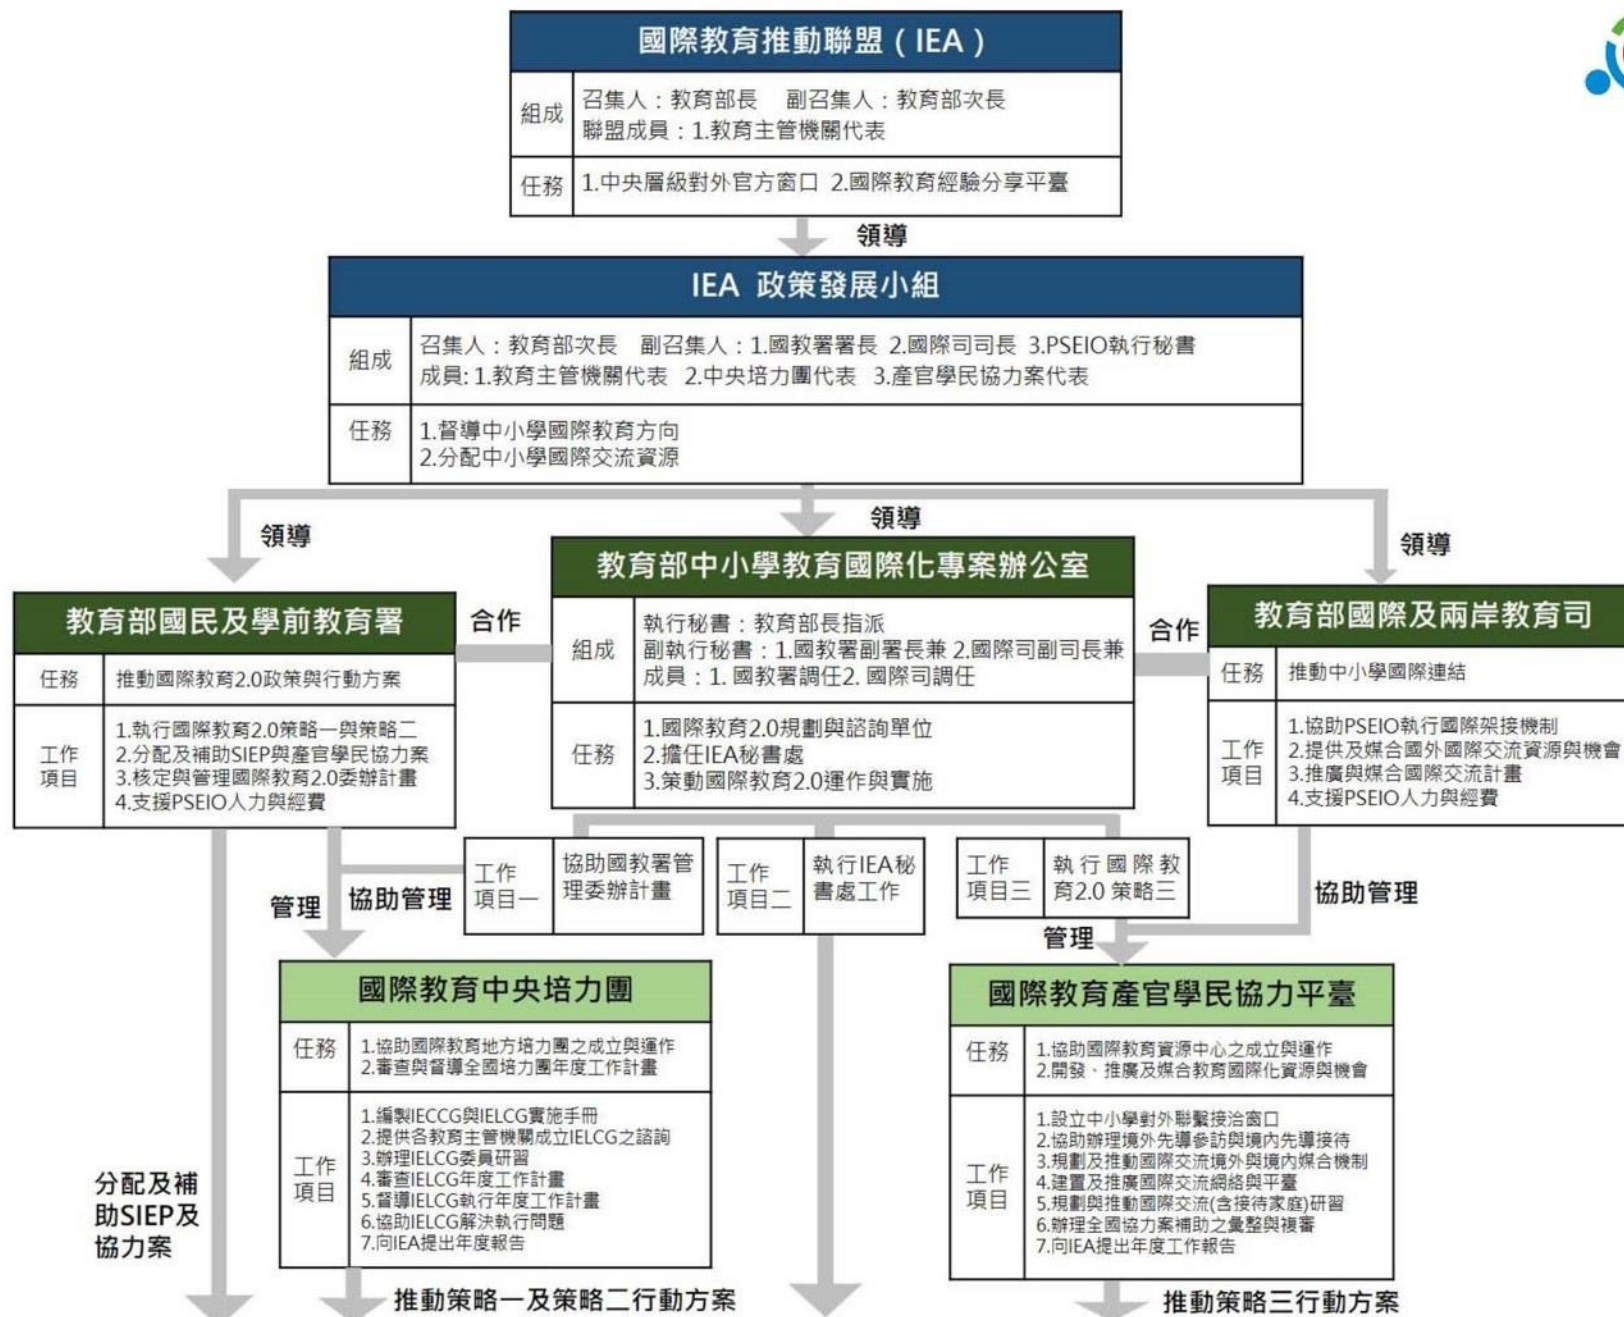 國際教育推動聯盟（IEA）
組成
召集人：教育部長　副召集人：教育部次長
聯盟成員：1.教育主管機關代表
任務
1.中央層級對外官方窗口 2.國際教育經驗分享平臺
領導
IEA 政策發展小組
組成
召集人：教育部次長　副召集人：1.國教署署長 2.國際司司長 3.PSEIO執行秘書
成員: 1.教育主管機關代表 2.中央培力團代表 3.產官學民協力案代表
任務
1.督導中小學國際教育方向
2.分配中小學國際交流資源
領導
領導
領導
教育部國民及學前教育署
任務
推動國際教育2.0政策與行動方案
工作
項目
1.執行國際教育2.0策略一與策略二
2.分配及補助SIEP與產官學民協力案
3.核定與管理國際教育2.0委辦計畫
4.支援PSEIO人力與經費
合作
教育部中小學教育國際化專案辦公室
組成
執行秘書：教育部長指派
副執行秘書：1.國教署副署長兼 2.國際司副司長兼
成員：1. 國教署調任2. 國際司調任
任務
1.國際教育2.0規劃與諮詢單位
2.擔任IEA秘書處
3.策動國際教育2.0運作與實施
合作
教育部國際及兩岸教育司
任務
推動中小學國際連結
工作
項目
1.協助PSEIO執行國際架接機制
2.提供及媒合國外國際交流資源與機會
3.推廣與媒合國際交流計畫
4.支援PSEIO人力與經費
工作
項目一
協助國教署管
理委辦計畫
工作
項目二
執行IEA秘
書處工作
工作
項目三
執行國際教
育2.0 策略三
管理
協助管理
管理
協助管理
國際教育中央培力團
任務
1.協助國際教育地方培力團之成立與運作
2.審查與督導全國培力團年度工作計畫
工作
項目
1.編製IECCG與IELCG實施手冊
2.提供各教育主管機關成立IELCG之諮詢
3.辦理IELCG委員研習
4.審查IELCG年度工作計畫
5.督導IELCG執行年度工作計畫
6.協助IELCG解決執行問題
7.向IEA提出年度報告
國際教育產官學民協力平臺
任務
1.協助國際教育資源中心之成立與運作
2.開發、推廣及媒合教育國際化資源與機會
工作
項目
1.設立中小學對外聯繫接洽窗口
2.協助辦理境外先導參訪與境內先導接待
3.規劃及推動國際交流境外與境內媒合機制
4.建置及推廣國際交流網絡與平臺
5.規劃與推動國際交流(含接待家庭)研習
6.辦理全國協力案補助之彙整與複審
7.向IEA提出年度工作報告
分配及補
助SIEP及
協力案
推動策略一及策略二行動方案
推動策略三行動方案